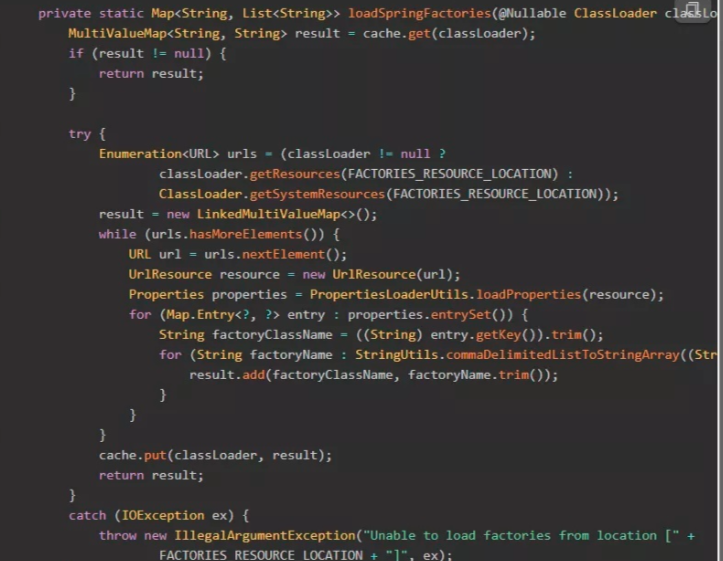 private static Map<String, List<String>> loadSpringFactories(@Nullable ClassLoader
MultiValueMap<String, String> result = cache.get(classLoader);
if (result != null) {
return result;
}
try {
Enumeration<URL> urls = (classLoader != null ?
classLoader.getResources(FACTORIES_RESOURCE_LOCATION) :
ClassLoader.getSystemResources(FACTORIES_RESOURCE_LOCATION));
result = new LinkedMultiValueMap<>();
while (urls.hasMoreElements()) {
URL url = urls.nextElement();
UrlResource resource = new UrlResource(url);
Properties properties = PropertiesLoaderUtils.loadProperties(resource);
for (Map.Entry<?, ?> entry : properties.entrySet()) {
String factoryClassName = ((String) entry.getKey()).trim();
for (String factoryName : StringUtils.commaDelimitedListToStringArray((Str
result.add(factoryClassName, factoryName.trim());
}
}
}
cache.put(classLoader, result);
return result;
}
catch (IOException ex) {
throw new IllegalArgumentException("Unable to load factories from location [" +
FACTORIES_RESOURCE_LOCATION + "]", ex);